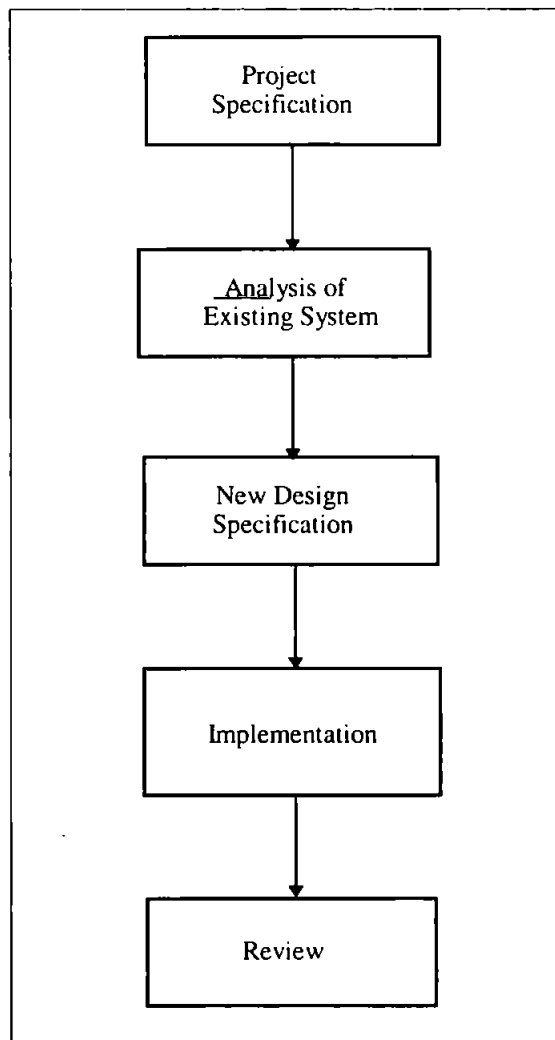 Project
Specification
Analysis of
Existing System
New Design
Specification
Implementation
Review